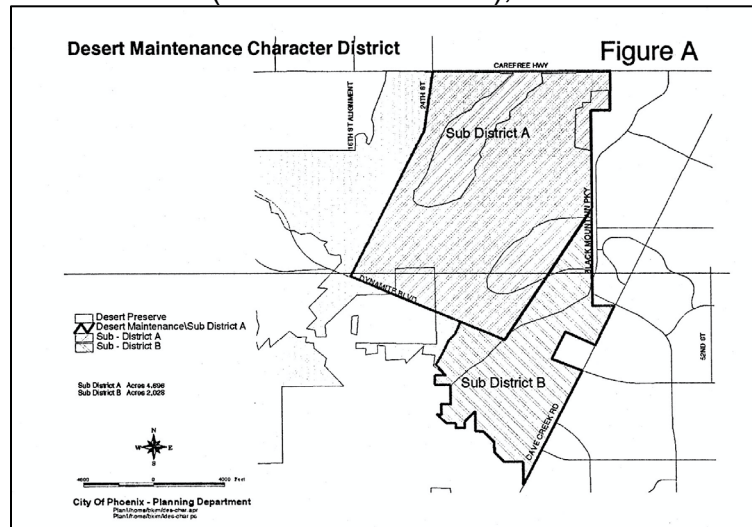 Desert Maintenance Character District
Figure A
CAREFREE HWY
16TH ST ALIGNMENT
24TH ST
Sub District A
BLACK MOUNTAIN PKY
DYNAMITE BLVD
Desert Preserve
Desert Maintenance\Sub District A
Sub - District A
Sub - District B
52ND ST
Sub District B
Sub District A Acres 4,896
Sub District B Acres 2,028
CAVE CREEK RD
N
W E
S
4000 0 4000 Feet
City Of Phoenix - Planning Department